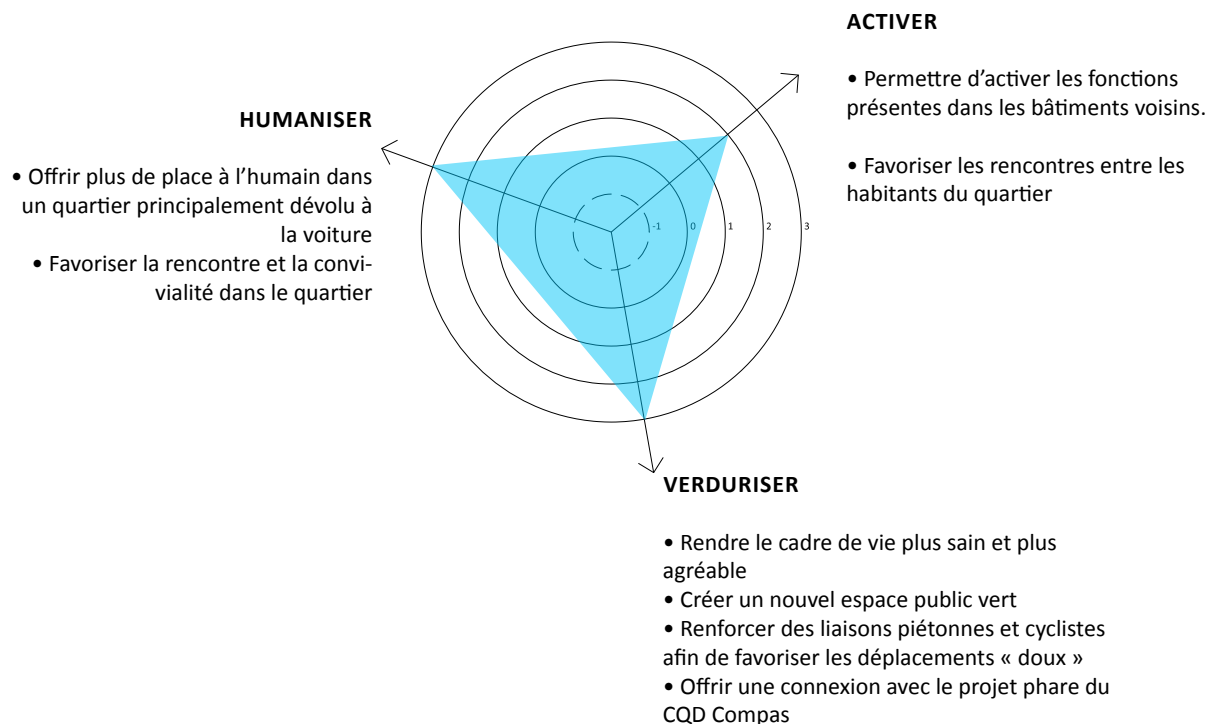 ACTIVER
• Permettre d’activer les fonctions
présentes dans les bâtiments voisins.
• Favoriser les rencontres entre les
habitants du quartier
HUMANISER
• Offrir plus de place à l’humain dans
un quartier principalement dévolu à
la voiture
• Favoriser la rencontre et la convi-
vialité dans le quartier
-1 0 1 2 3
VERDURISER
• Rendre le cadre de vie plus sain et plus
agréable
• Créer un nouvel espace public vert
• Renforcer des liaisons piétonnes et cyclistes
afin de favoriser les déplacements « doux »
• Offrir une connexion avec le projet phare du
CQD Compas